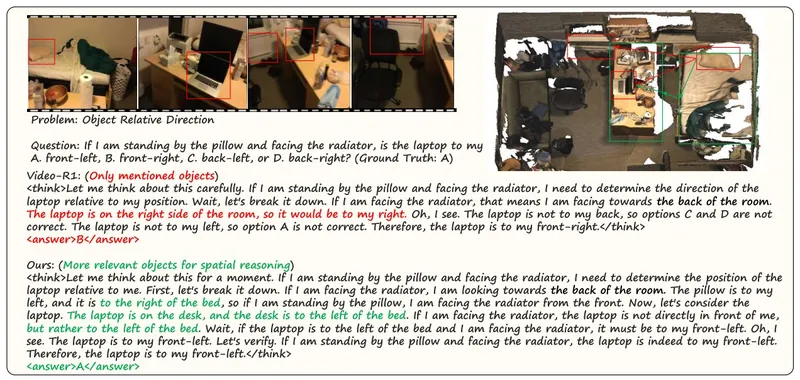 Problem: Object Relative Direction
Question: If I am standing by the pillow and facing the radiator, is the laptop to my
A. front-left, B. front-right, C. back-left, or D. back-right? (Ground Truth: A)
Video-R1: (Only mentioned objects)
<think>Let me think about this carefully. If I am standing by the pillow and facing the radiator, I need to determine the direction of the
laptop relative to my position. Wait, let's break it down. If I am facing the radiator, that means I am facing towards the back of the room.
The laptop is on the right side of the room, so it would be to my right. Oh, I see. The laptop is not to my back, so options C and D are not
correct. The laptop is not to my left, so option A is not correct. Therefore, the laptop is to my front-right.</think>
<answer>B</answer>
Ours: (More relevant objects for spatial reasoning)
<think>Let me think about this for a moment. If I am standing by the pillow and facing the radiator, I need to determine the position of the
laptop relative to me. First, let's break it down. If I am facing the radiator, I am looking towards the back of the room. The pillow is to my
left, and it is to the right of the bed, so if I am standing by the pillow, I am facing the radiator from the front. Now, let's consider the
laptop. The laptop is on the desk, and the desk is to the left of the bed. If I am facing the radiator, the laptop is not directly in front of me,
but rather to the left of the bed. Wait, if the laptop is to the left of the bed and I am facing the radiator, it must be to my front-left. Oh, I
see. The laptop is to my front-left. Let's verify. If I am standing by the pillow and facing the radiator, the laptop is indeed to my front-left.
Therefore, the laptop is to my front-left.</think>
<answer>A</answer>